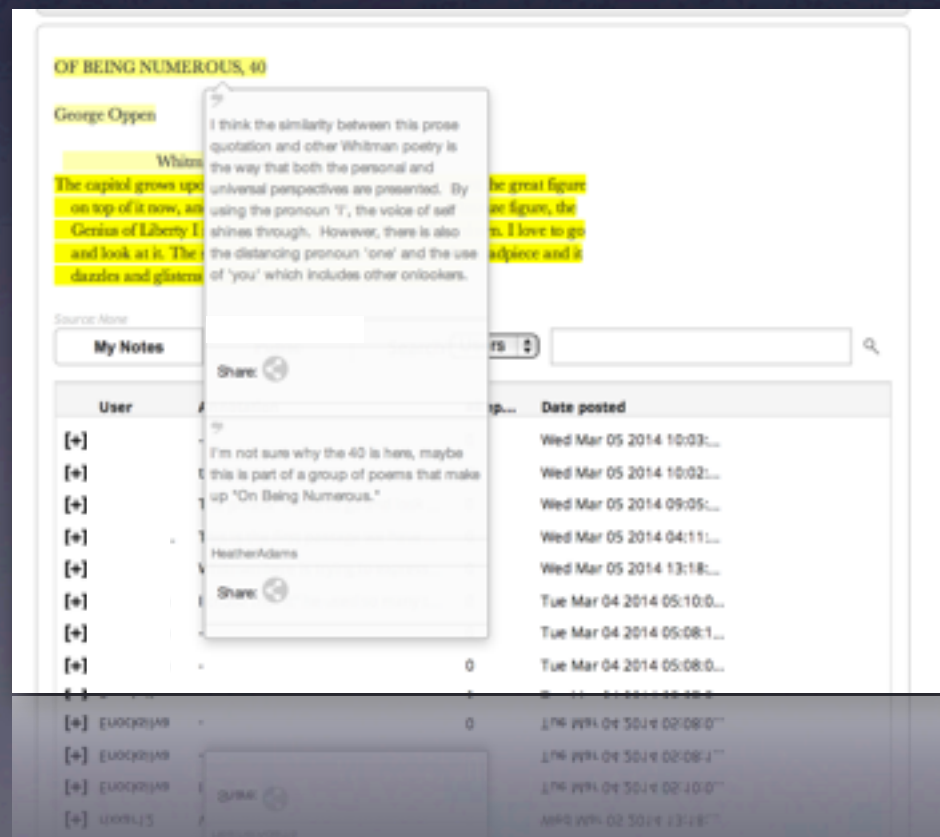 OF BEING NUMEROUS, 40
George Oppen
Whitm
The capitol grows upo he great figure
on top of it now, an ze figure, the
Genius of Liberty I n. I love to go
and look at it. The s adpiece and it
dazzles and glistens
I think the similarity between this prose
quotation and other Whitman poetry is
the way that both the personal and
universal perspectives are presented. By
using the pronoun 'I', the voice of self
shines through. However, there is also
the distancing pronoun 'one' and the use
of 'you' which includes other onlookers.
Share:
I'm not sure why the 40 is here, maybe
this is part of a group of poems that make
up "On Being Numerous."
HeatherAdams
Share:
Source: None
My Notes rs
User A p... Date posted
[+] - Wed Mar 05 2014 10:03:...
[+] t Wed Mar 05 2014 10:02:...
[+] T Wed Mar 05 2014 09:05:...
[+] . T Wed Mar 05 2014 04:11:...
[+] V Wed Mar 05 2014 13:18:...
[+] I Tue Mar 04 2014 05:10:0...
[+] - Tue Mar 04 2014 05:08:1...
[+] - 0 Tue Mar 04 2014 05:08:0...